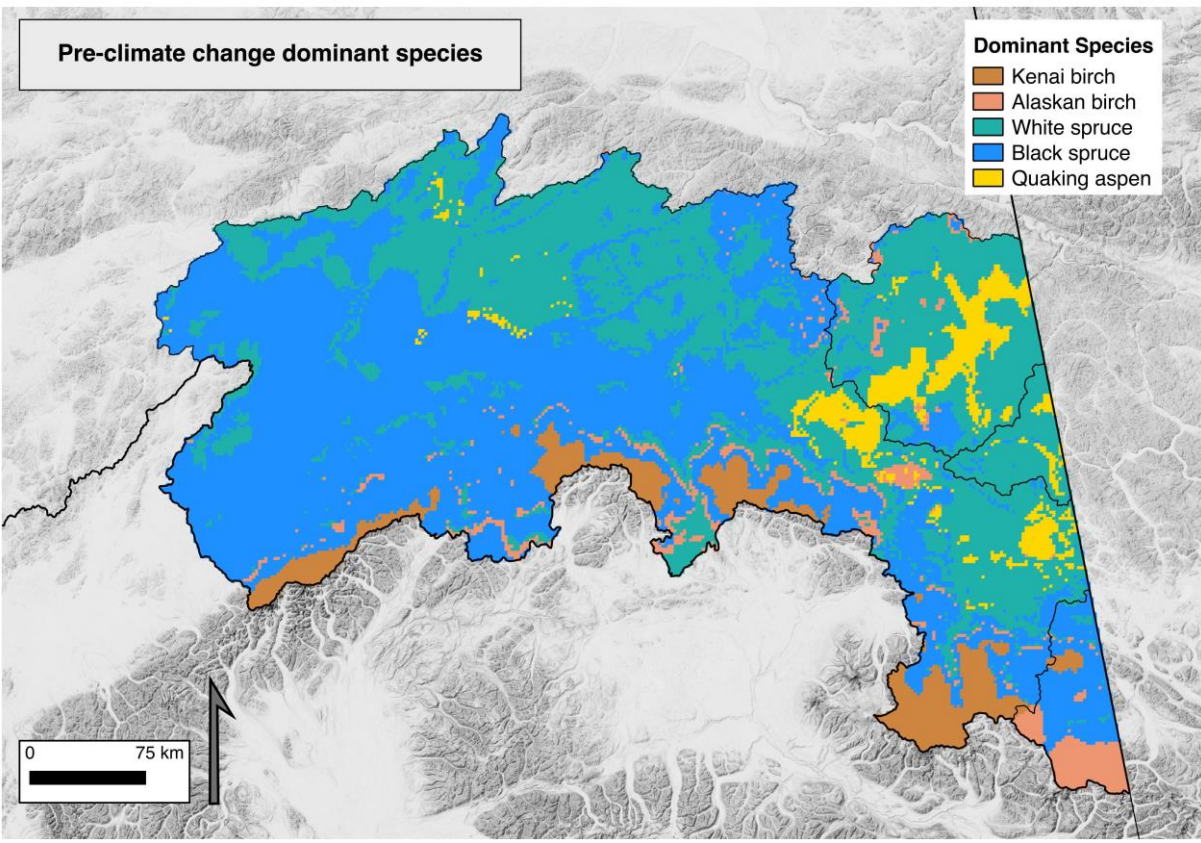 Pre-climate change dominant species
Dominant Species
Kenai birch
Alaskan birch
White spruce
Black spruce
Quaking aspen
0 75 km